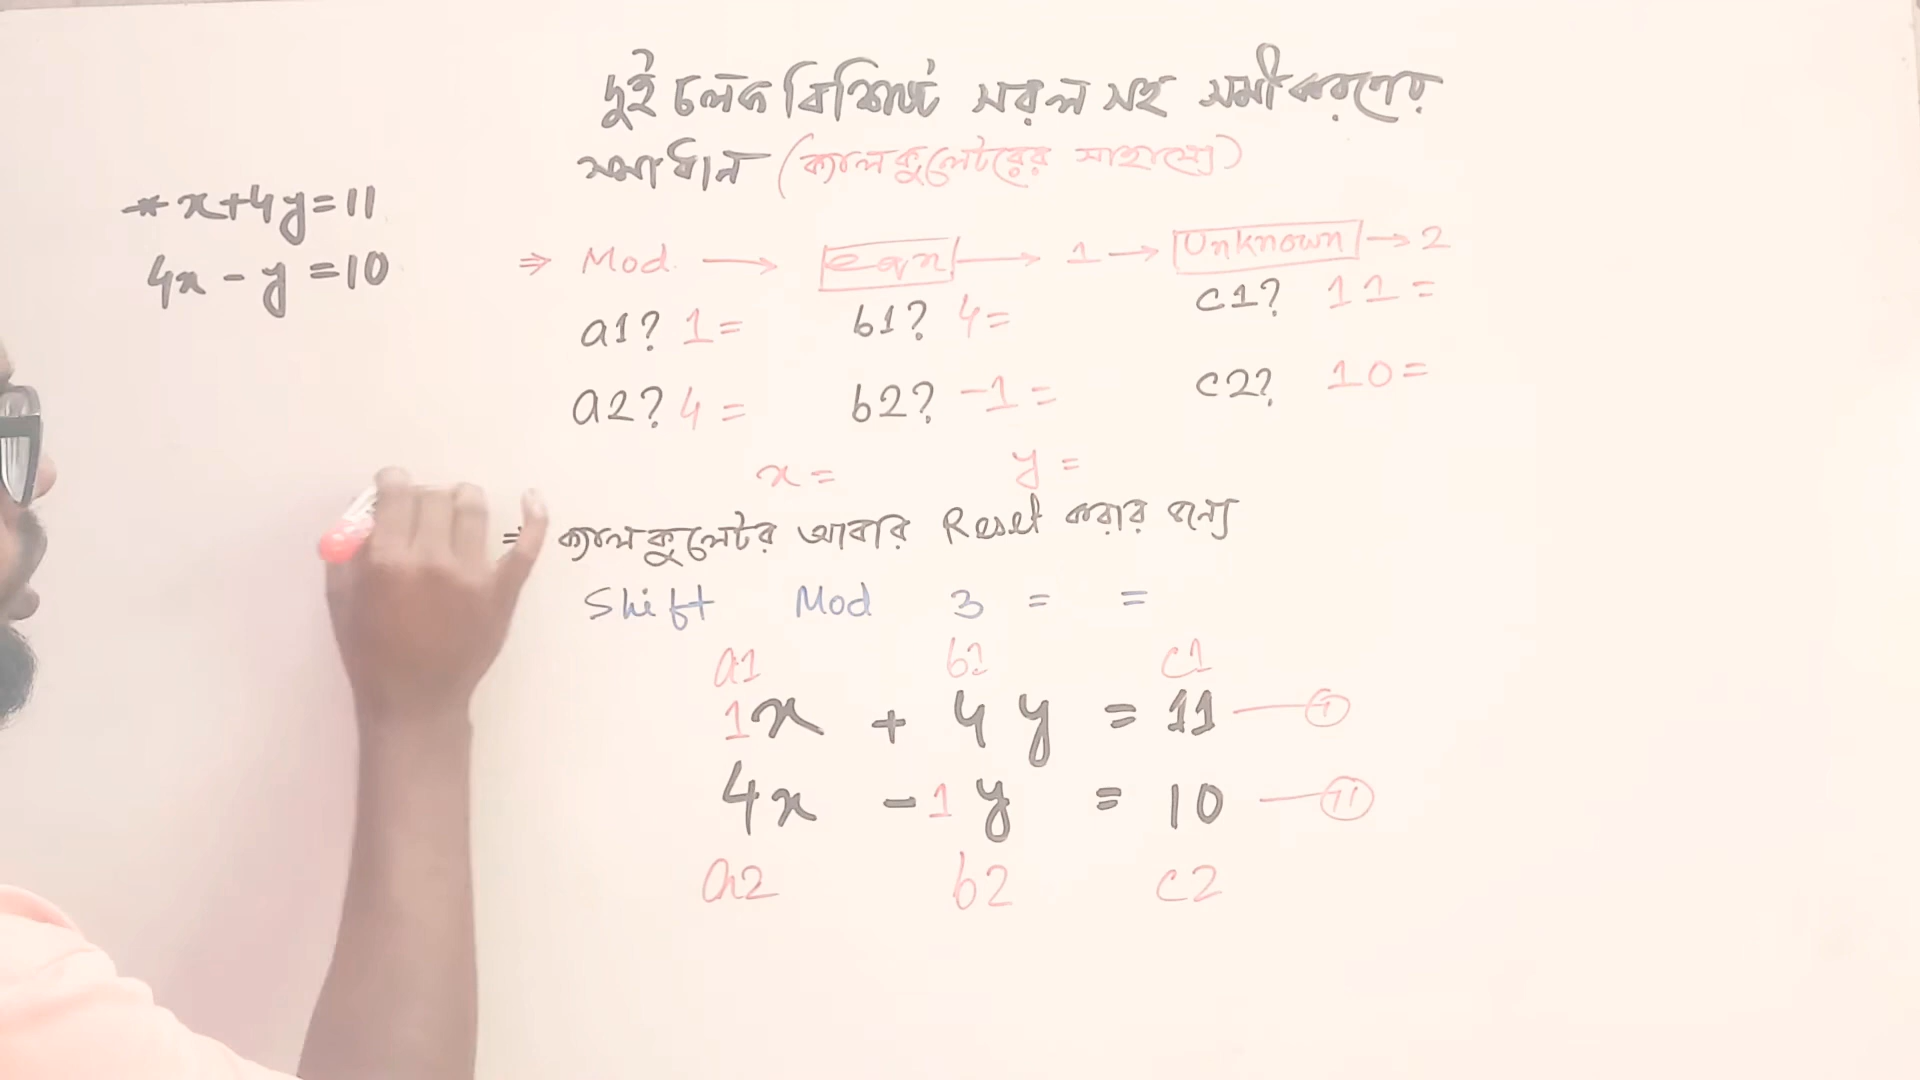 দুই চলক বিশিষ্ট সরল সহ সমীকরণের
সমাধান (ক্যালকুলেটরের সাহায্যে)
* x+4y=11
4x - y =10
⇒ Mod → eqn → 1 → Unknown → 2
a1? 1= b1? 4= c1? 11=
a2? 4= b2? -1= c2? 10=
x= y=
⇒ ক্যালকুলেটর আবার Reset করার জন্য
Shift Mod 3 = =
a1 b1 c1
1x + 4y = 11 — i
4x - 1y = 10 — ii
a2 b2 c2